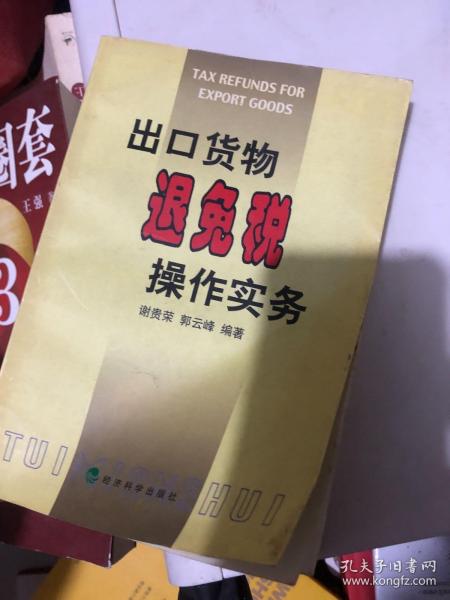 TAX REFUNDS FOR
EXPORT GOODS
出口货物
退免税
操作实务
谢贵荣 郭云峰 编著
经济科学出版社
圈套
王强
孔夫子旧书网
www.kongfz.com